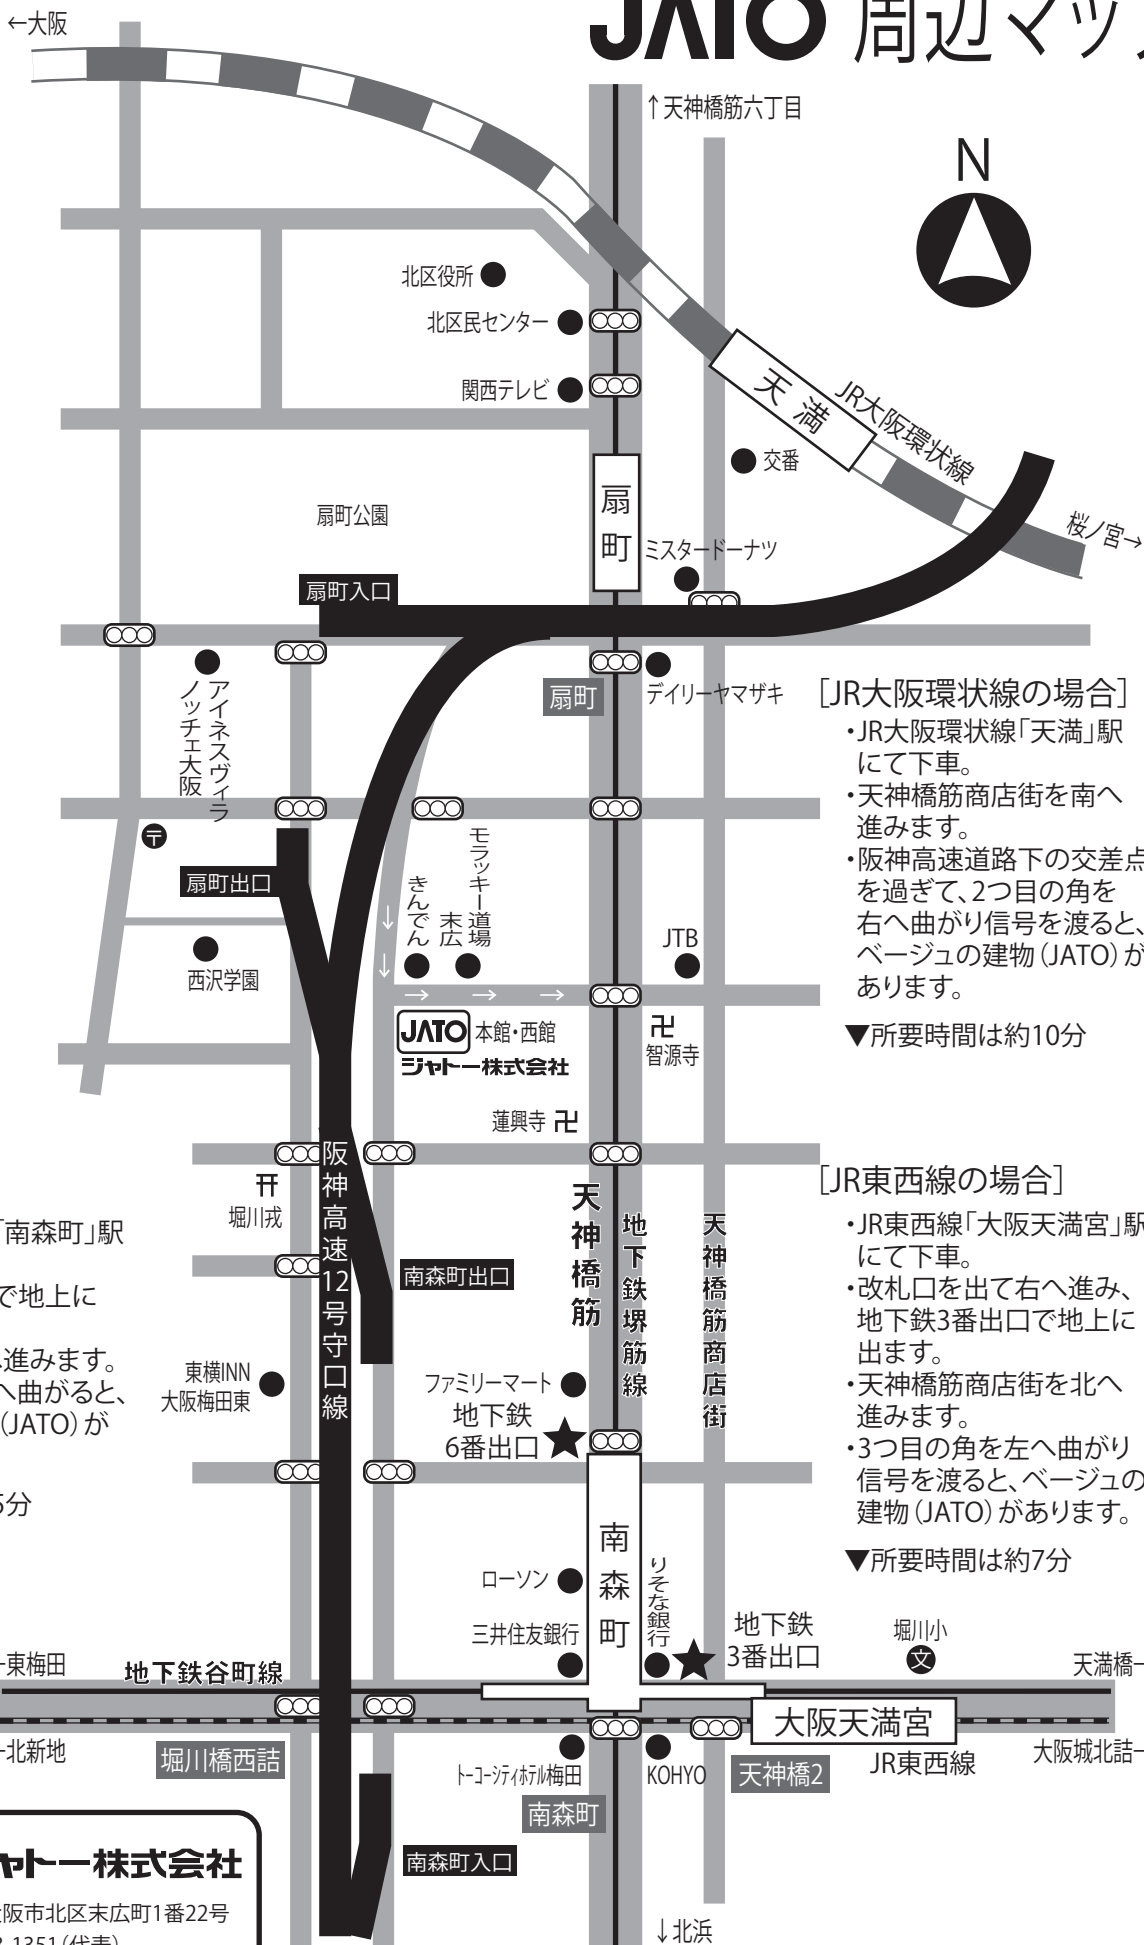 ←大阪
JATO 周辺マップ
↑天神橋筋六丁目
N
北区役所
北区民センター
関西テレビ
天満
JR大阪環状線
交番
桜ノ宮→
扇町公園
扇町
ミスタードーナツ
扇町入口
扇町
デイリーヤマザキ
アイネスヴィラ
ノッチェ大阪
〒
扇町出口
西沢学園
きんでん
末広
モラッキー道場
JTB
JATO 本館・西館
ジャトー株式会社
卍
智源寺
蓮興寺 卍
[JR大阪環状線の場合]
・JR大阪環状線「天満」駅
にて下車。
・天神橋筋商店街を南へ
進みます。
・阪神高速道路下の交差点
を過ぎて、2つ目の角を
右へ曲がり信号を渡ると、
ベージュの建物(JATO)が
あります。
▼所要時間は約10分
阪神高速12号守口線
堀川戎
天神橋筋
地下鉄堺筋線
天神橋筋商店街
南森町出口
東横INN
大阪梅田東
ファミリーマート
地下鉄
6番出口
[JR東西線の場合]
・JR東西線「大阪天満宮」駅
にて下車。
・改札口を出て右へ進み、
地下鉄3番出口で地上に
出ます。
・天神橋筋商店街を北へ
進みます。
・3つ目の角を左へ曲がり
信号を渡ると、ベージュの
建物(JATO)があります。
▼所要時間は約7分
「南森町」駅
で地上に
進みます。
へ曲がると、
(JATO)が
5分
南森町
ローソン
三井住友銀行
りそな銀行
地下鉄
3番出口
堀川小
文
東梅田
地下鉄谷町線
天満橋
大阪天満宮
北新地
堀川橋西詰
トーコーシティホテル梅田
KOHYO
天神橋2
JR東西線
大阪城北詰
南森町
南森町入口
↓北浜
ャトー株式会社
阪市北区末広町1番22号
1351(代表)